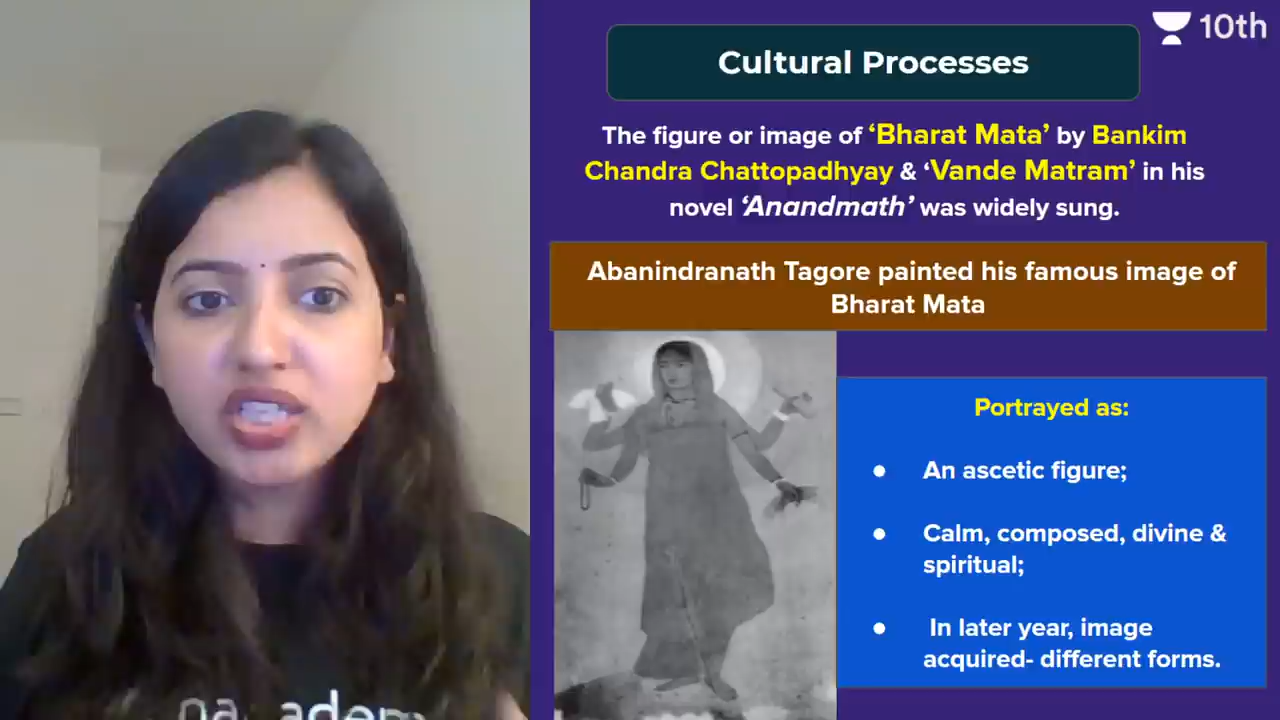 10th
Cultural Processes
The figure or image of ‘Bharat Mata’ by Bankim
Chandra Chattopadhyay & ‘Vande Matram’ in his
novel ‘Anandmath’ was widely sung.
Abanindranath Tagore painted his famous image of
Bharat Mata
Portrayed as:
● An ascetic figure;
● Calm, composed, divine &
spiritual;
● In later year, image
acquired- different forms.